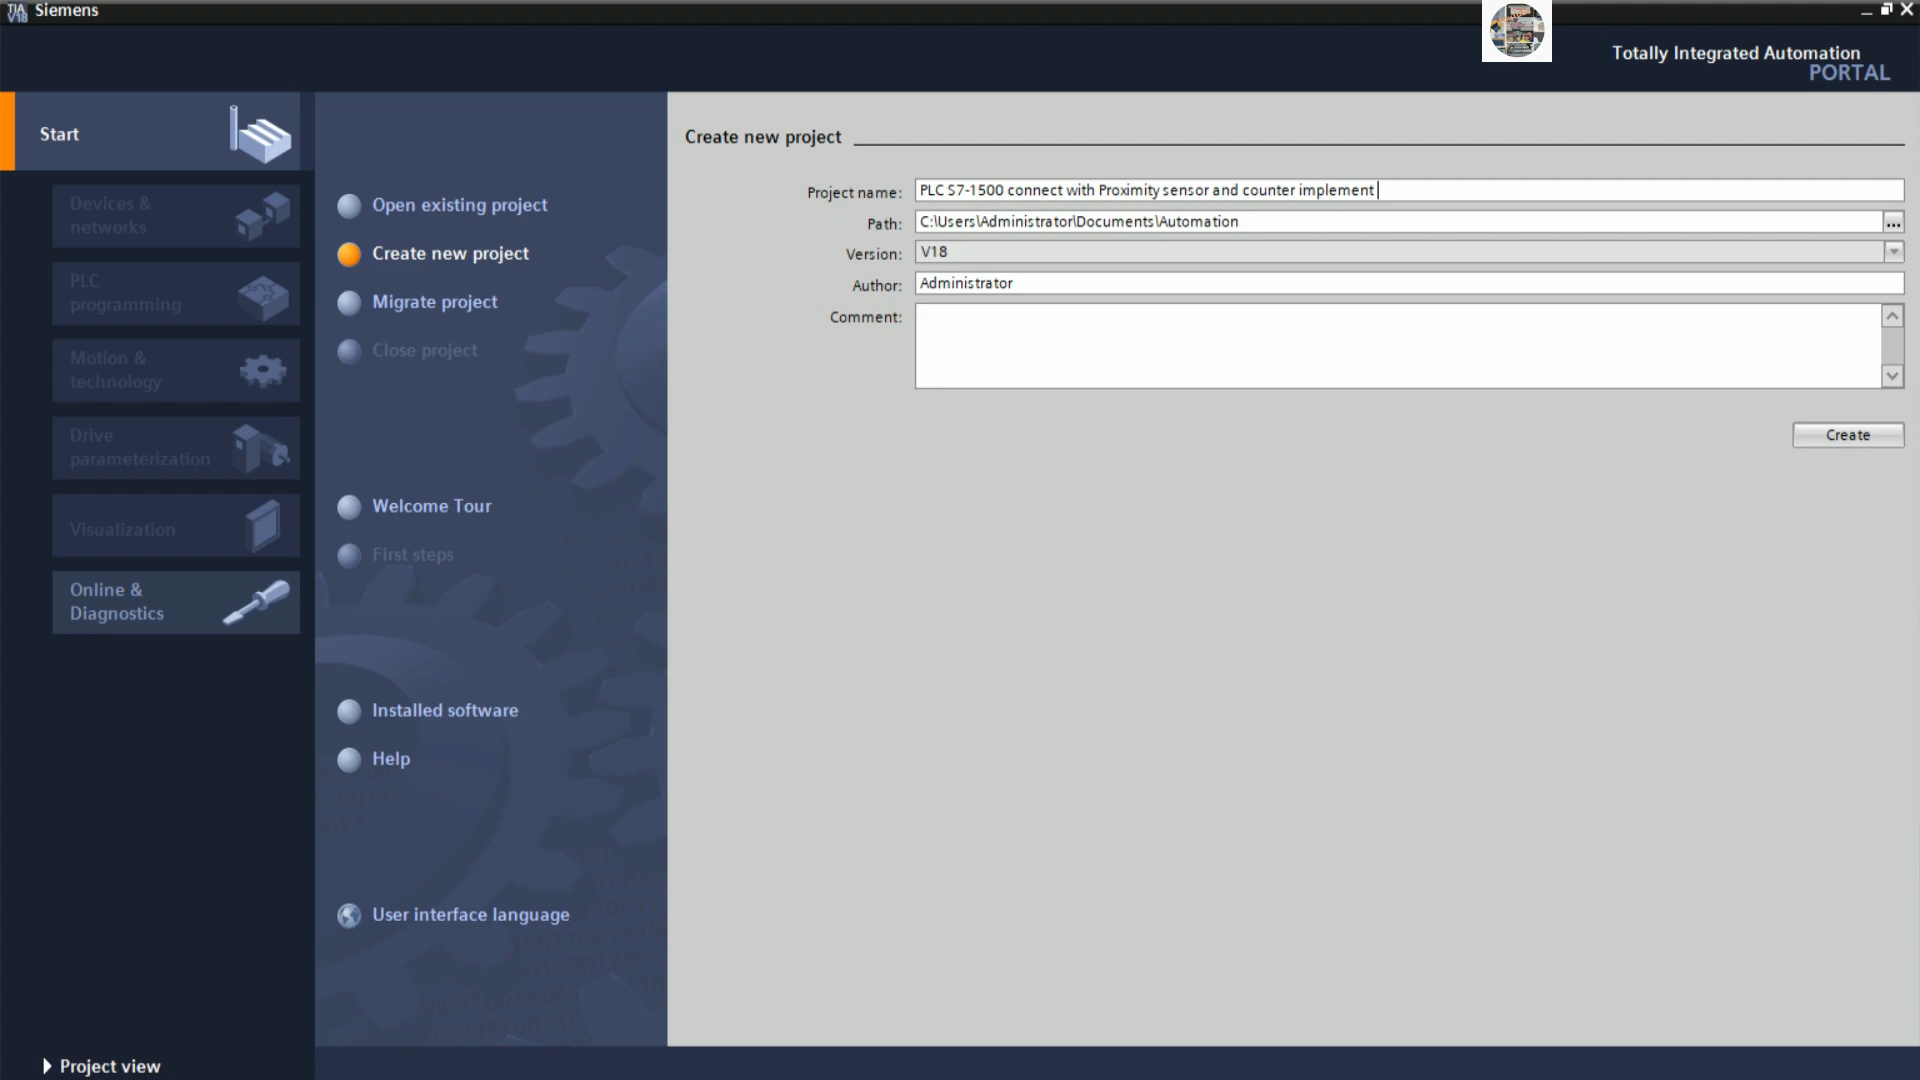 Siemens
Totally Integrated Automation
PORTAL
Start
Devices &
networks
PLC
programming
Motion &
technology
Drive
parameterization
Visualization
Online &
Diagnostics
Project view
Open existing project
Create new project
Migrate project
Close project
Welcome Tour
First steps
Installed software
Help
User interface language
Create new project
Project name: PLC S7-1500 connect with Proximity sensor and counter implement
Path: C:\Users\Administrator\Documents\Automation ...
Version: V18
Author: Administrator
Comment:
Create